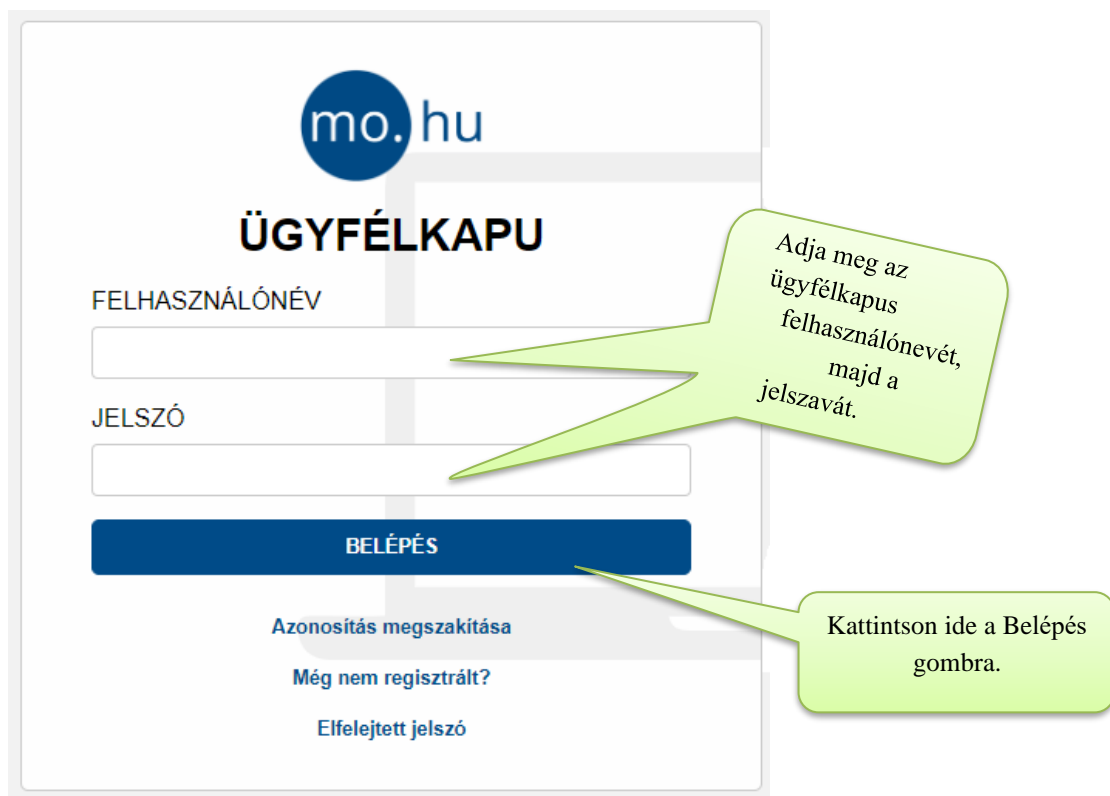 mo.hu
ÜGYFÉLKAPU
FELHASZNÁLÓNÉV
Adja meg az
ügyfélkapus
felhasználónevét,
majd a
jelszavát.
JELSZÓ
BELÉPÉS
Azonosítás megszakítása
Még nem regisztrált?
Elfelejtett jelszó
Kattintson ide a Belépés
gombra.